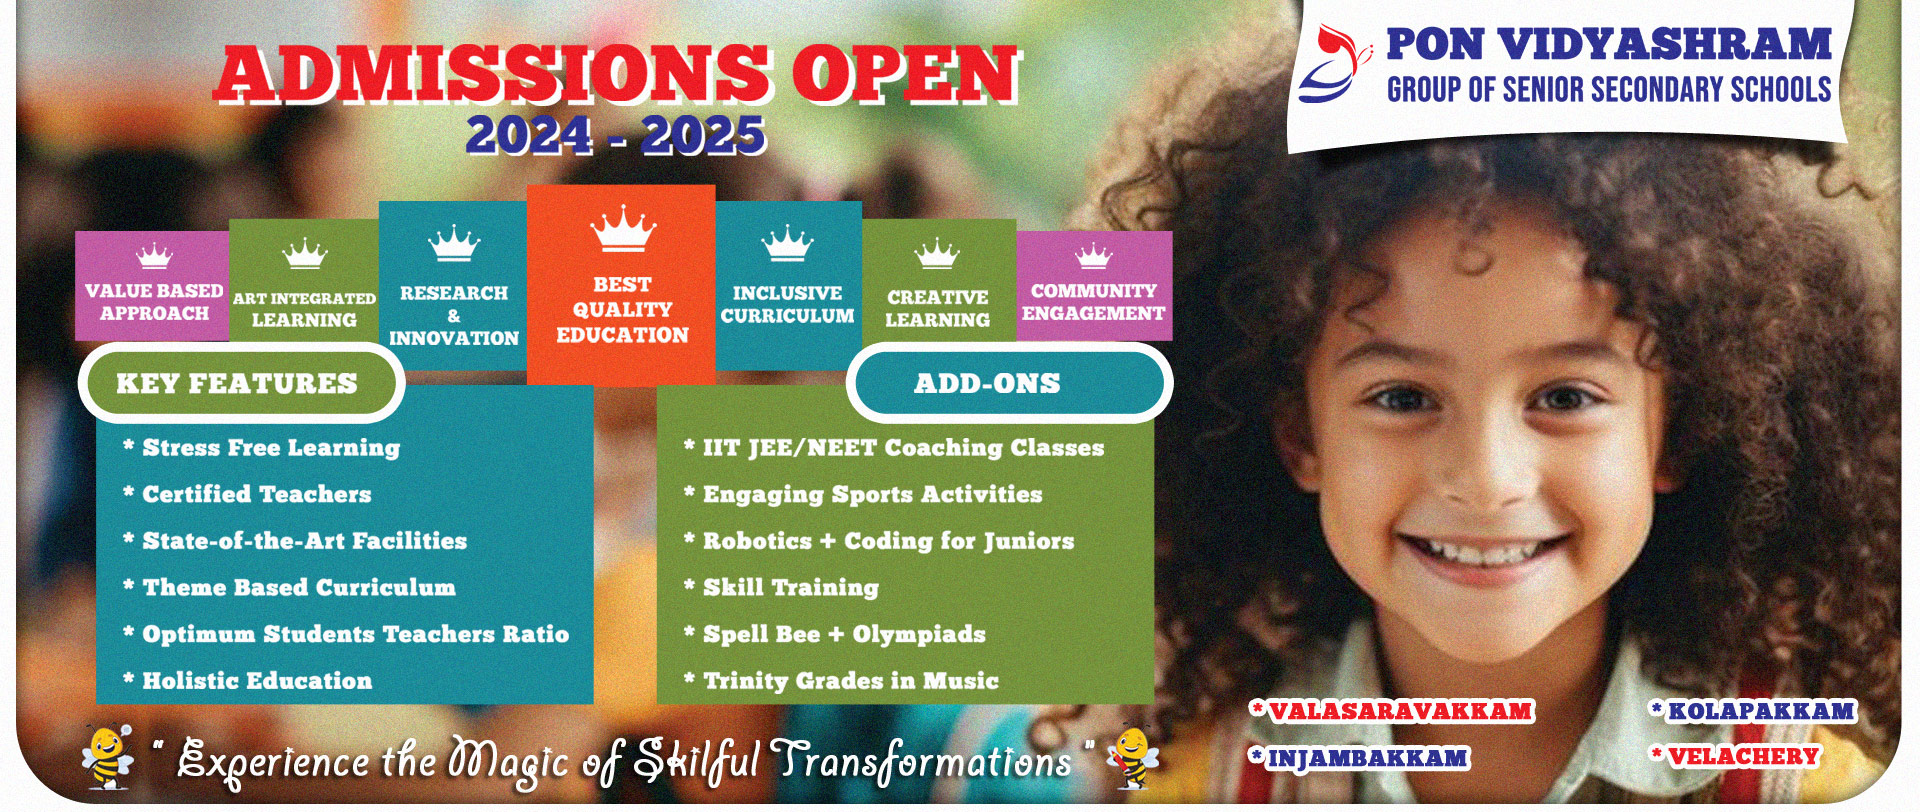 PON VIDYASHRAM
GROUP OF SENIOR SECONDARY SCHOOLS
ADMISSIONS OPEN
2024 - 2025
VALUE BASED
APPROACH
ART INTEGRATED
LEARNING
RESEARCH
&
INNOVATION
BEST
QUALITY
EDUCATION
INCLUSIVE
CURRICULUM
CREATIVE
LEARNING
COMMUNITY
ENGAGEMENT
KEY FEATURES
* Stress Free Learning
* Certified Teachers
* State-of-the-Art Facilities
* Theme Based Curriculum
* Optimum Students Teachers Ratio
* Holistic Education
ADD-ONS
* IIT JEE/NEET Coaching Classes
* Engaging Sports Activities
* Robotics + Coding for Juniors
* Skill Training
* Spell Bee + Olympiads
* Trinity Grades in Music
" Experience the Magic of Skilful Transformations "
* VALASARAVAKKAM
* KOLAPAKKAM
* INJAMBAKKAM
* VELACHERY